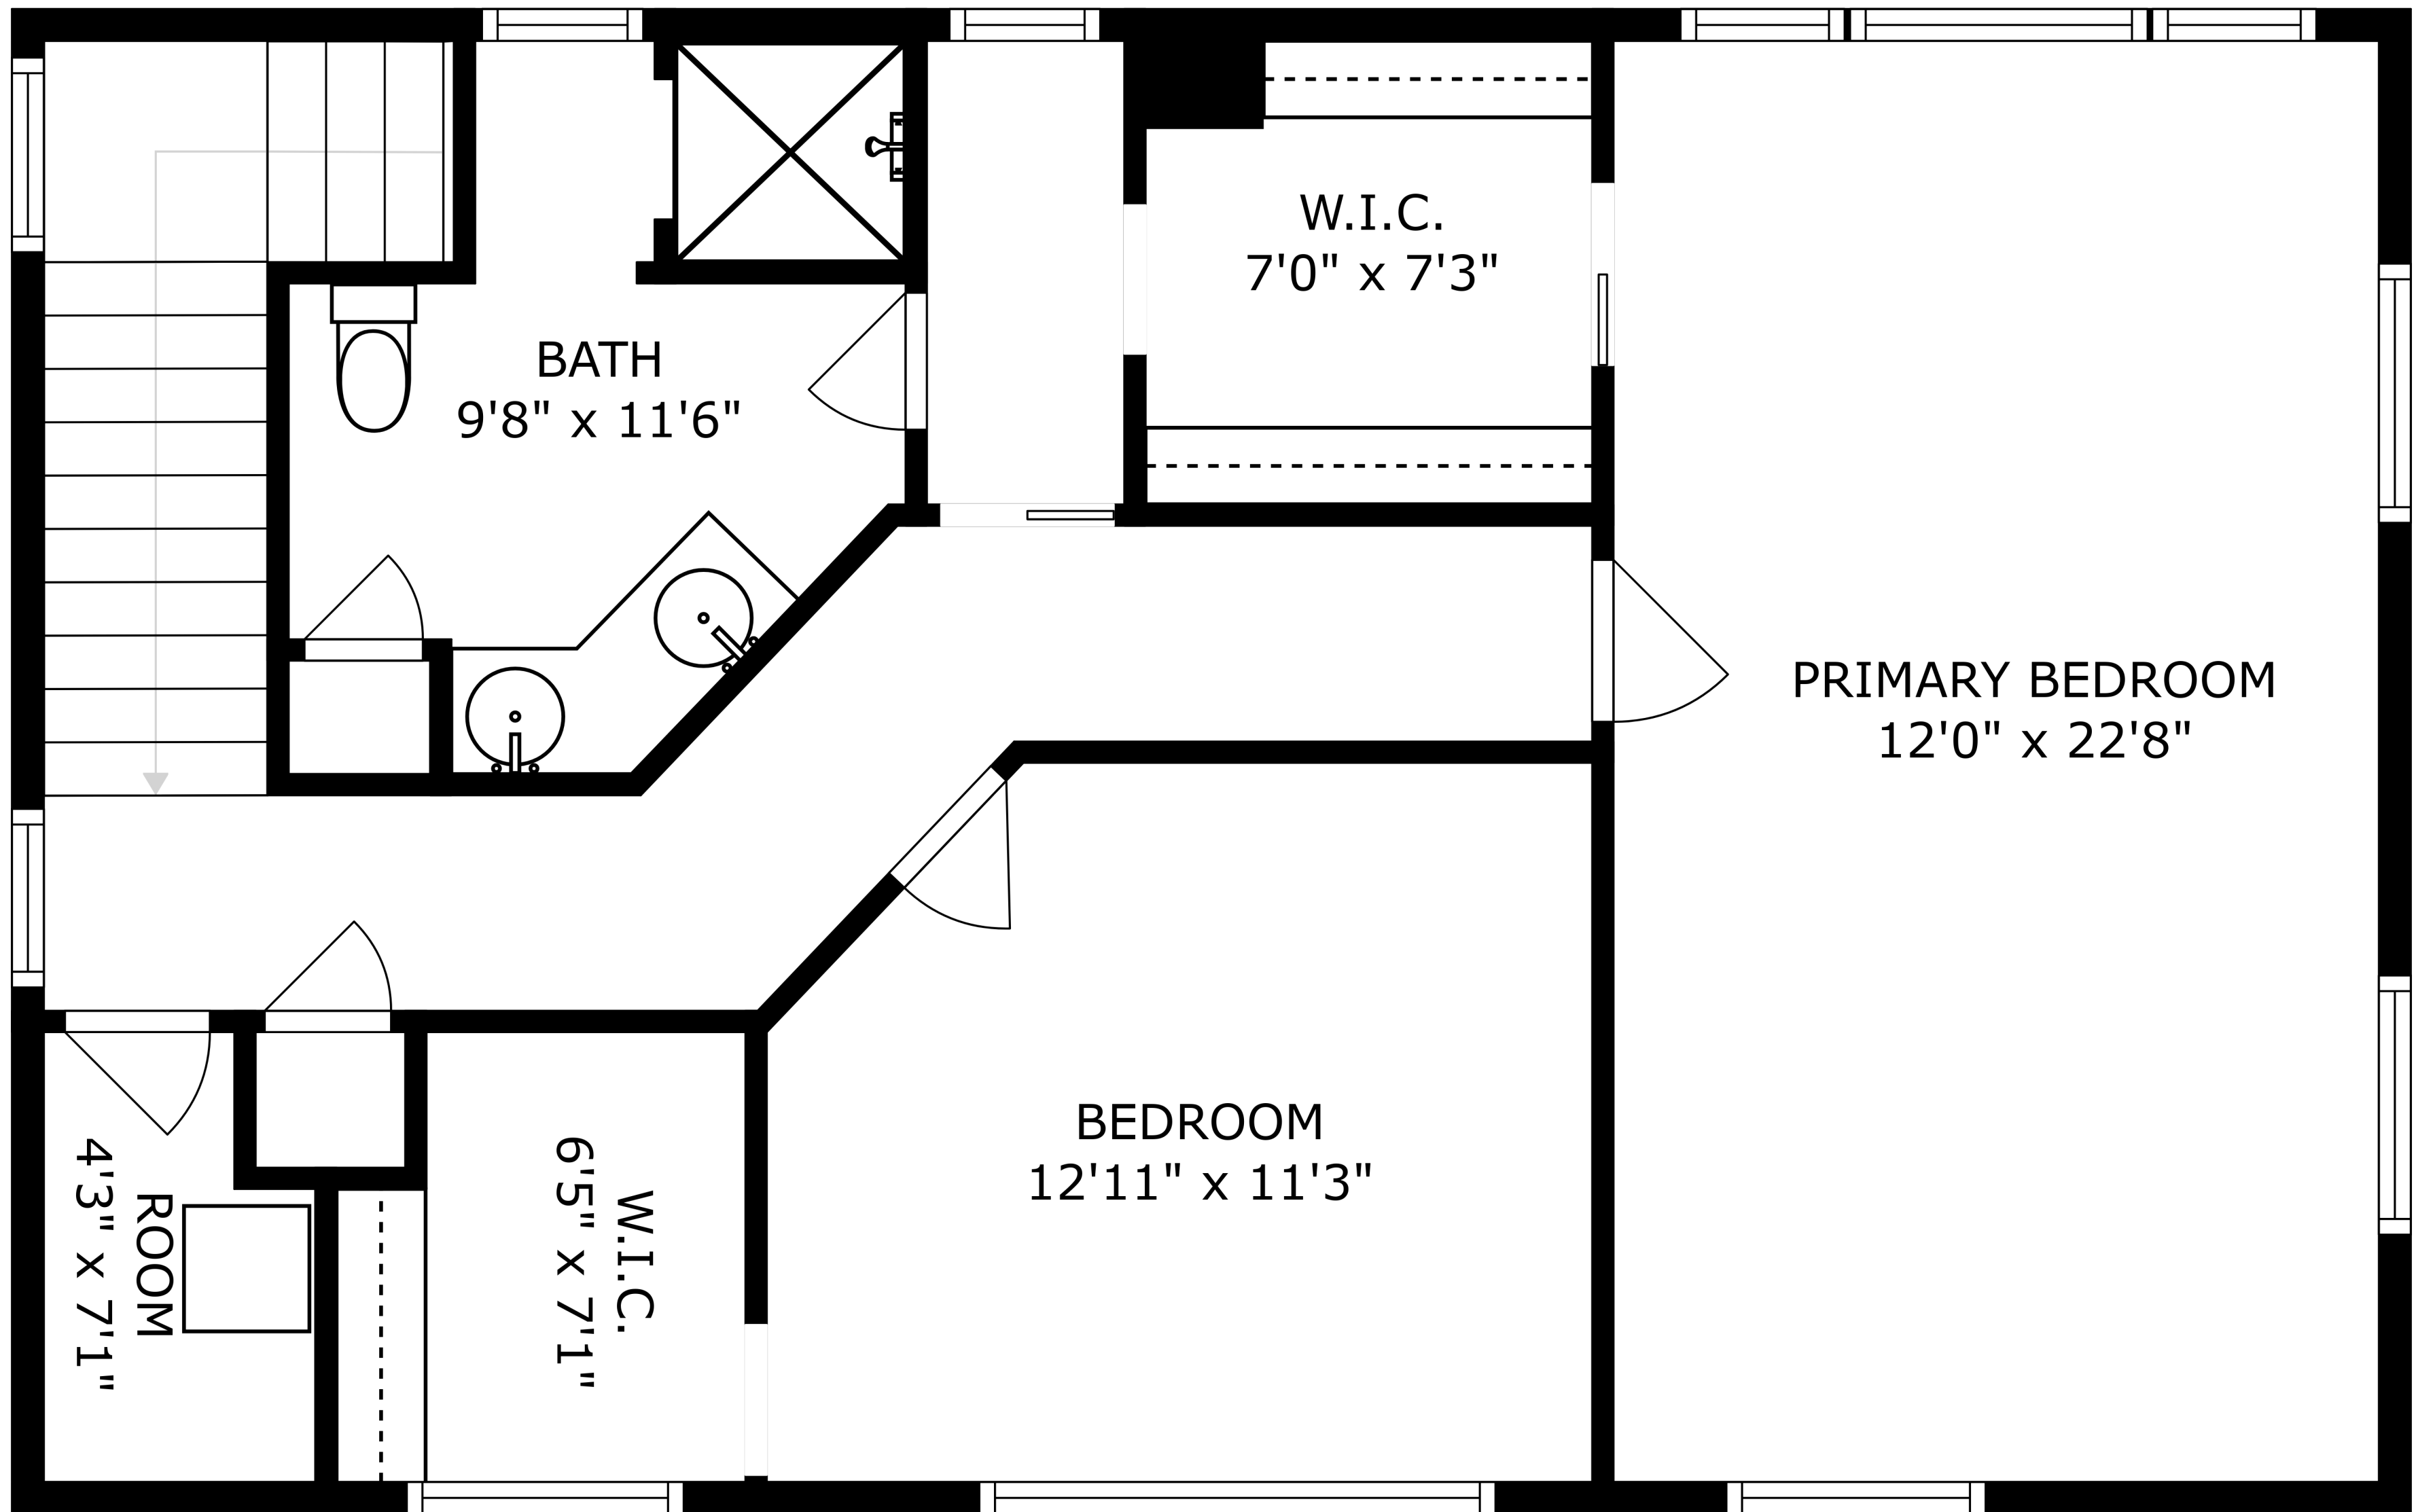 W.I.C.
7'0" x 7'3"
BATH
9'8" x 11'6"
PRIMARY BEDROOM
12'0" x 22'8"
BEDROOM
12'11" x 11'3"
W.I.C.
6'5" x 7'1"
ROOM
4'3" x 7'1"